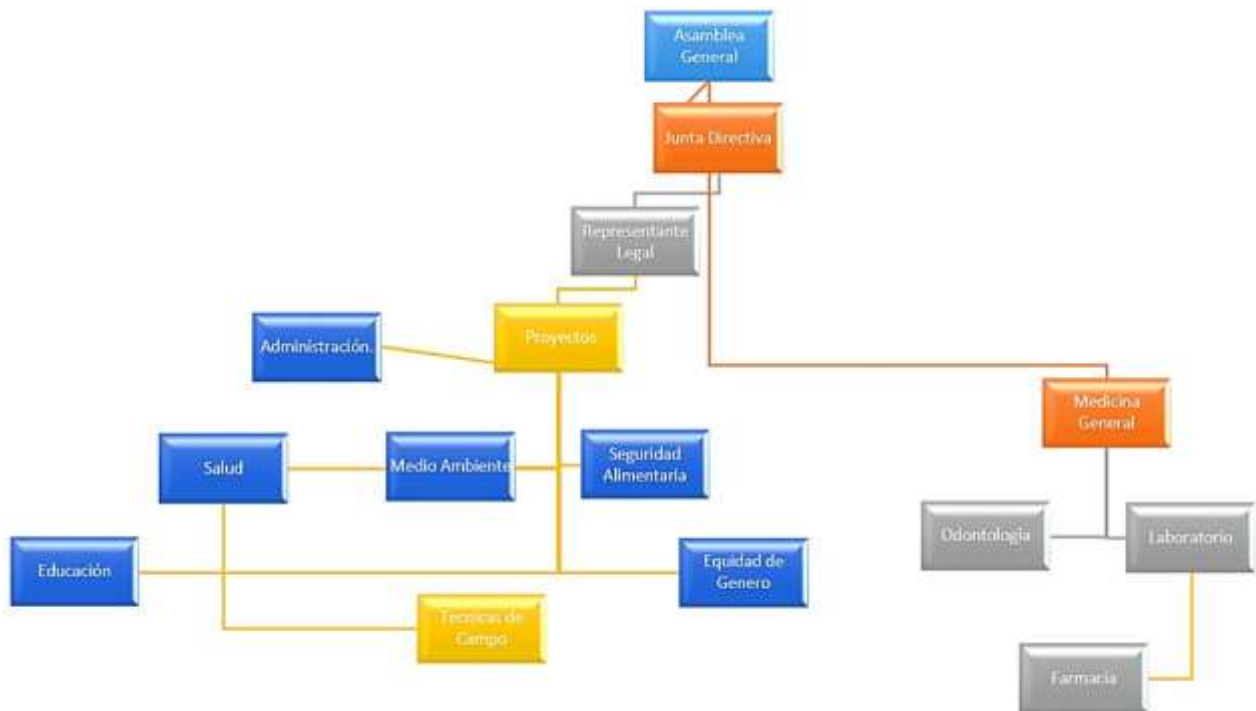 Asamblea
General
Junta Directiva
Representante
Legal
Proyectos
Administración.
Medicina
General
Salud
Medio Ambiente
Seguridad
Alimentaria
Odontología
Laboratorio
Educación
Equidad de
Genero
Tecnicas de
Campo
Farmacia